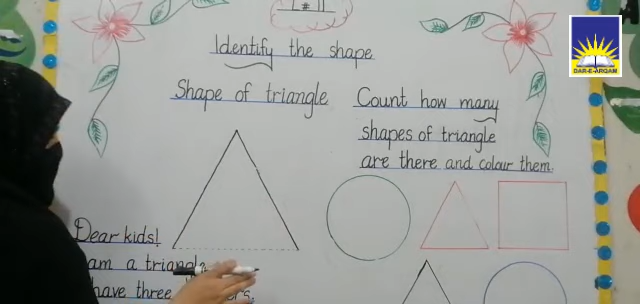 L # 11
Identify the shape
Shape of triangle
Count how many
shapes of triangle
are there and colour them.
Dear kids!
am a triangle
have three
DAR-E-ARQAM